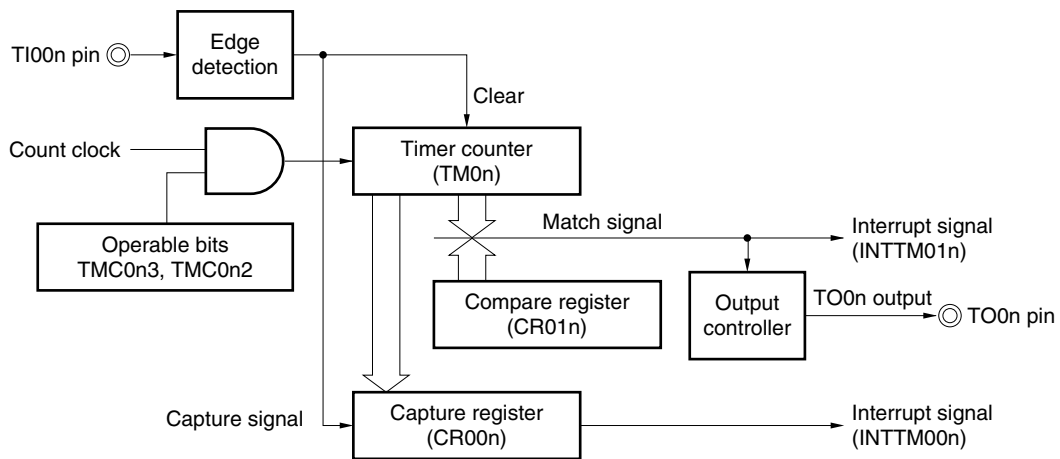 TI00n pin
Edge
detection
Clear
Count clock
Timer counter
(TM0n)
Operable bits
TMC0n3, TMC0n2
Match signal
Interrupt signal
(INTTM01n)
Compare register
(CR01n)
Output
controller
TO0n output
TO0n pin
Capture signal
Capture register
(CR00n)
Interrupt signal
(INTTM00n)